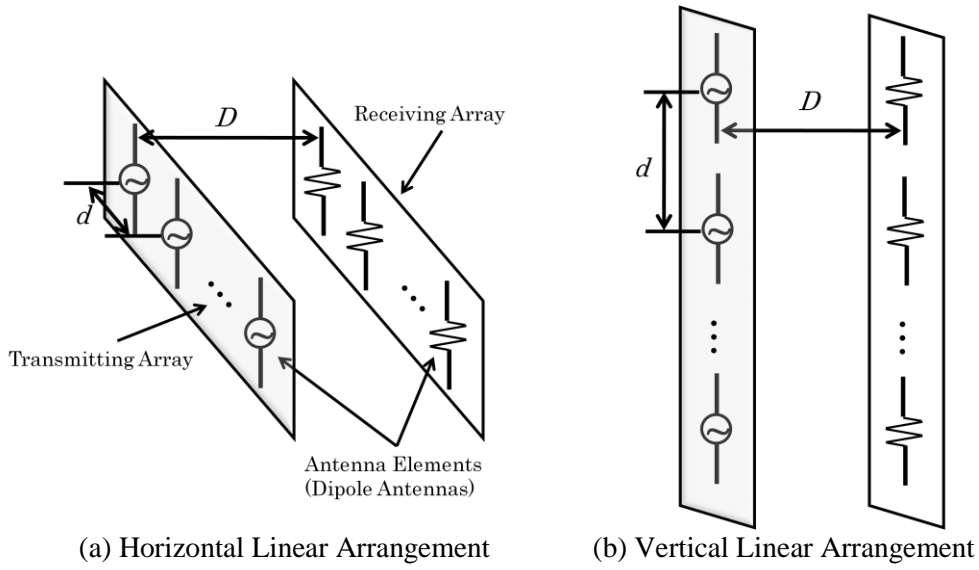 D
Receiving Array
d
Transmitting Array
Antenna Elements
(Dipole Antennas)
(a) Horizontal Linear Arrangement
D
d
(b) Vertical Linear Arrangement